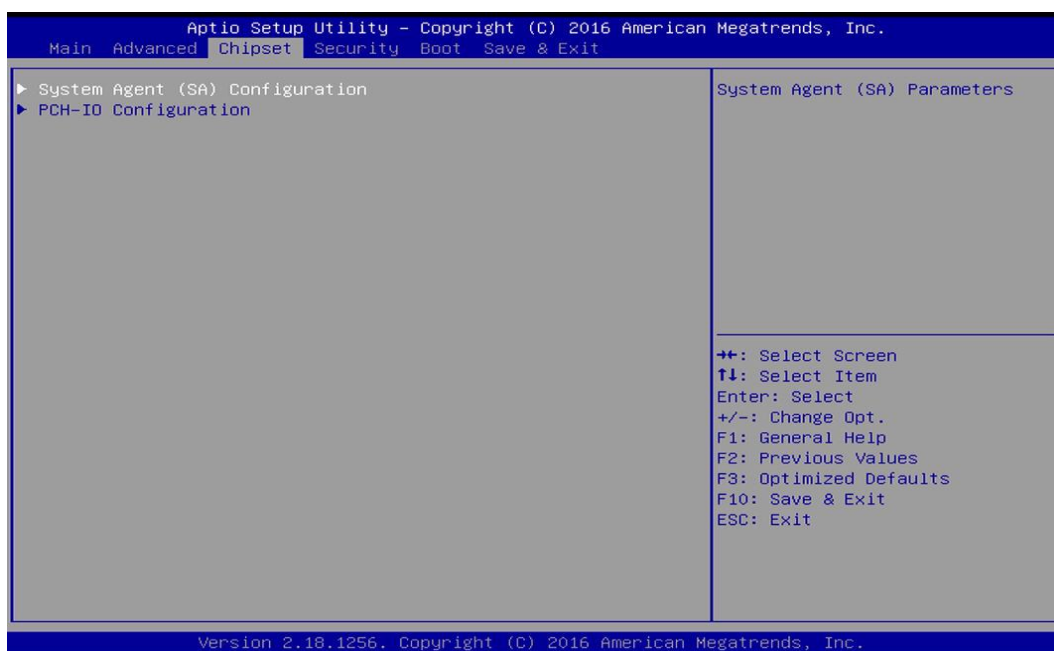 Aptio Setup Utility – Copyright (C) 2016 American Megatrends, Inc.
Main Advanced Chipset Security Boot Save & Exit
▶ System Agent (SA) Configuration
▶ PCH-IO Configuration
System Agent (SA) Parameters
→←: Select Screen
↑↓: Select Item
Enter: Select
+/-: Change Opt.
F1: General Help
F2: Previous Values
F3: Optimized Defaults
F10: Save & Exit
ESC: Exit
Version 2.18.1256. Copyright (C) 2016 American Megatrends, Inc.